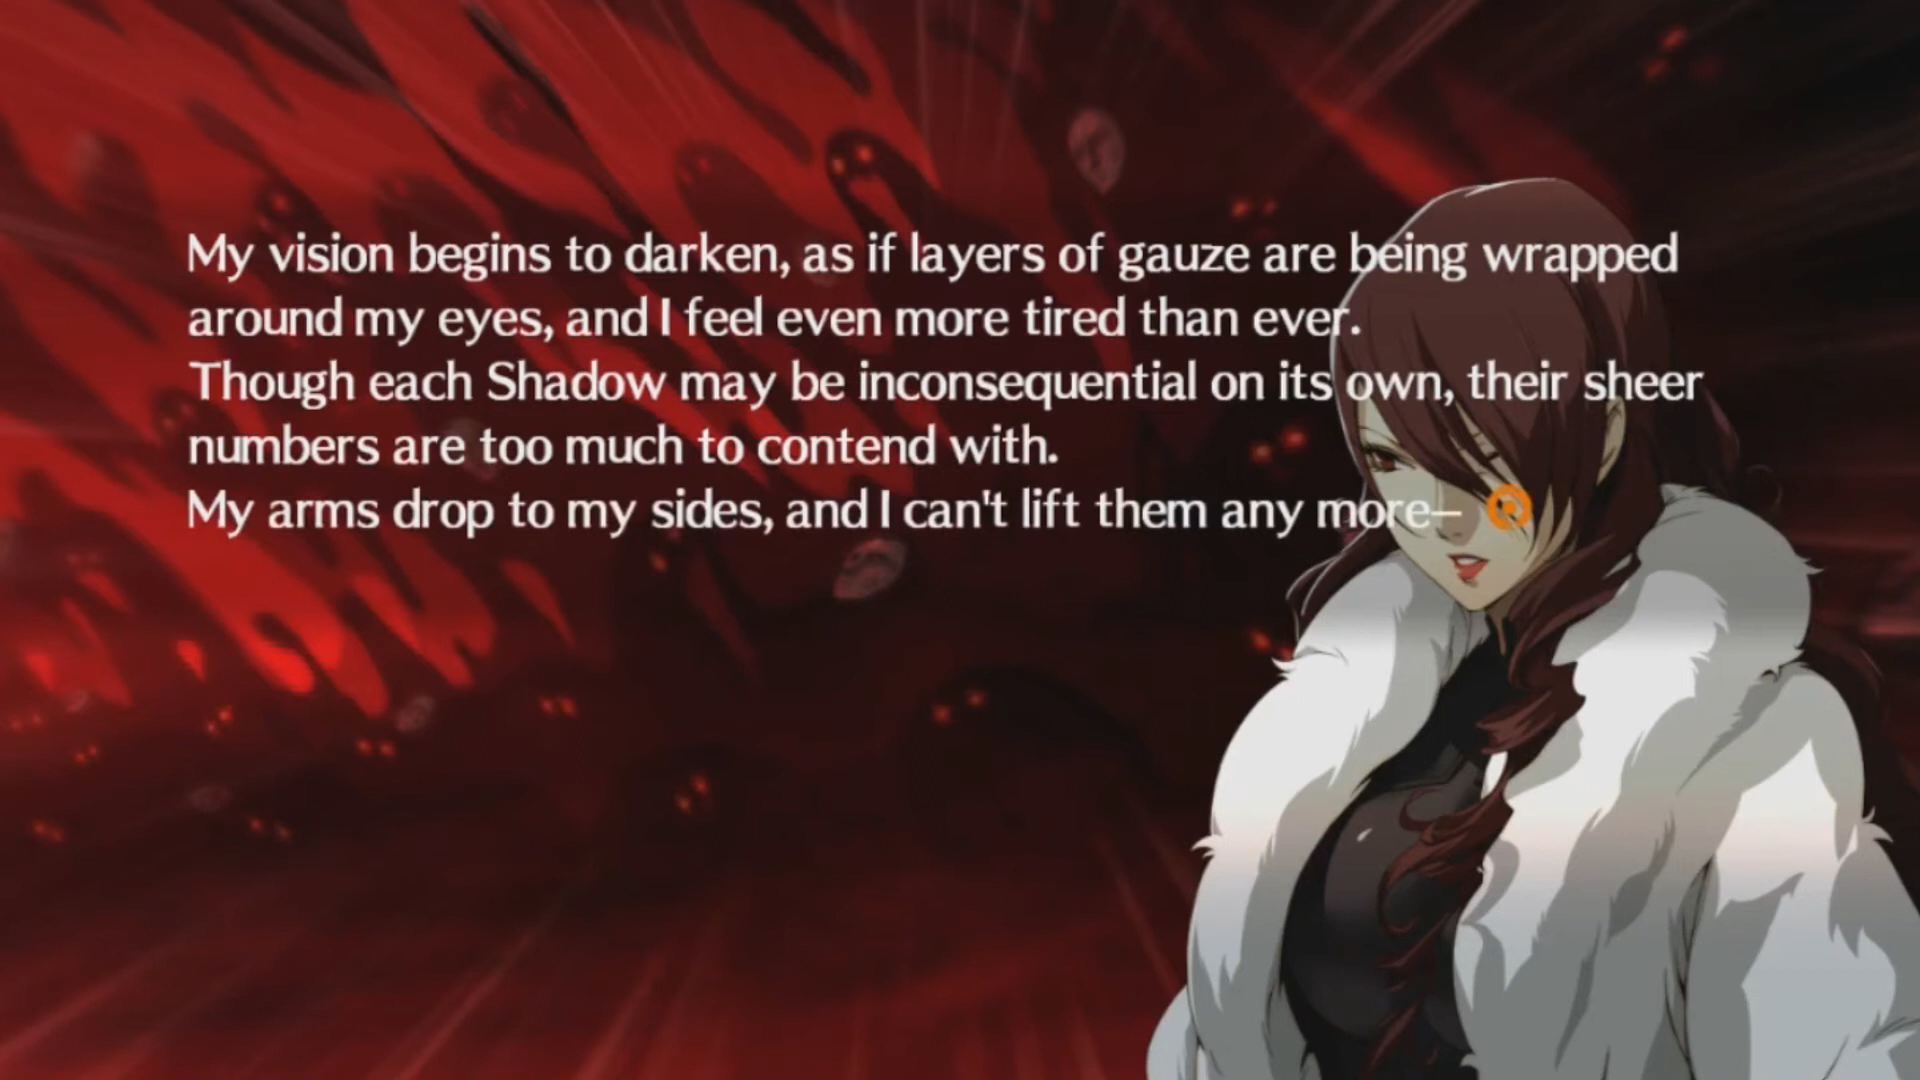 My vision begins to darken, as if layers of gauze are being wrapped
around my eyes, and I feel even more tired than ever.
Though each Shadow may be inconsequential on its own, their sheer
numbers are too much to contend with.
My arms drop to my sides, and I can't lift them any more—